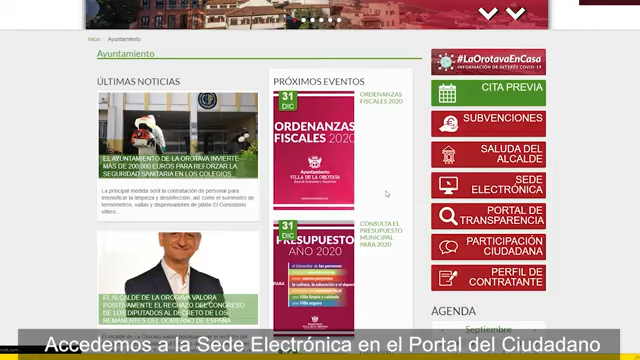 Inicio / Ayuntamiento
Ayuntamiento
ÚLTIMAS NOTICIAS
EL AYUNTAMIENTO DE LA OROTAVA INVIERTE
MÁS DE 200.000 EUROS PARA REFORZAR LA
SEGURIDAD SANITARIA EN LOS COLEGIOS
La principal medida será la contratación de personal para
intensificar la limpieza y desinfección, así como el suministro de
termómetros, vallas y dispensadores de jabón El Consistorio
villero...
EL ALCALDE DE LA OROTAVA VALORA
POSITIVAMENTE EL RECHAZO DEL CONGRESO
DE LOS DIPUTADOS AL DECRETO DE LOS
REMANENTES DEL GOBIERNO DE ESPAÑA
PRÓXIMOS EVENTOS
31
DIC
ORDENANZAS
FISCALES 2020
Ayuntamiento
VILLA DE LA OROTAVA
ORDENANZAS
FISCALES 2020
31
DIC
PRESUPUESTO
AÑO 2020
CONSULTA EL
PRESUPUESTO
MUNICIPAL
PARA 2020
#LaOrotavaEnCasa
INFORMACIÓN DE INTERÉS COVID-19
CITA PREVIA
SUBVENCIONES
SALUDA DEL
ALCALDE
SEDE
ELECTRÓNICA
PORTAL DE
TRANSPARENCIA
PARTICIPACIÓN
CIUDADANA
PERFIL DE
CONTRATANTE
AGENDA
Septiembre
Accedemos a la Sede Electrónica en el Portal del Ciudadano